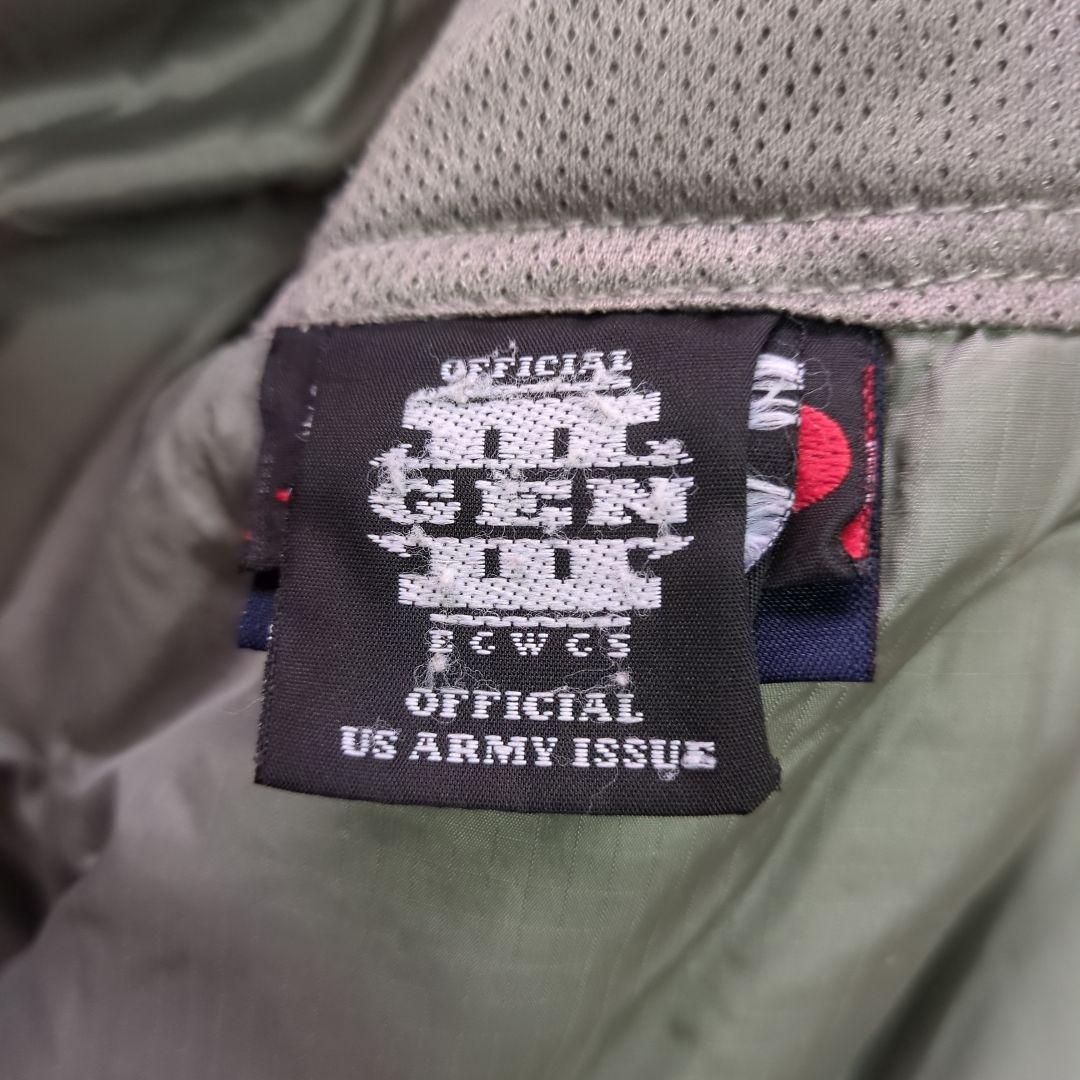 OFFICIAL
III
GEN
III
ECWCS
OFFICIAL
US ARMY ISSUE